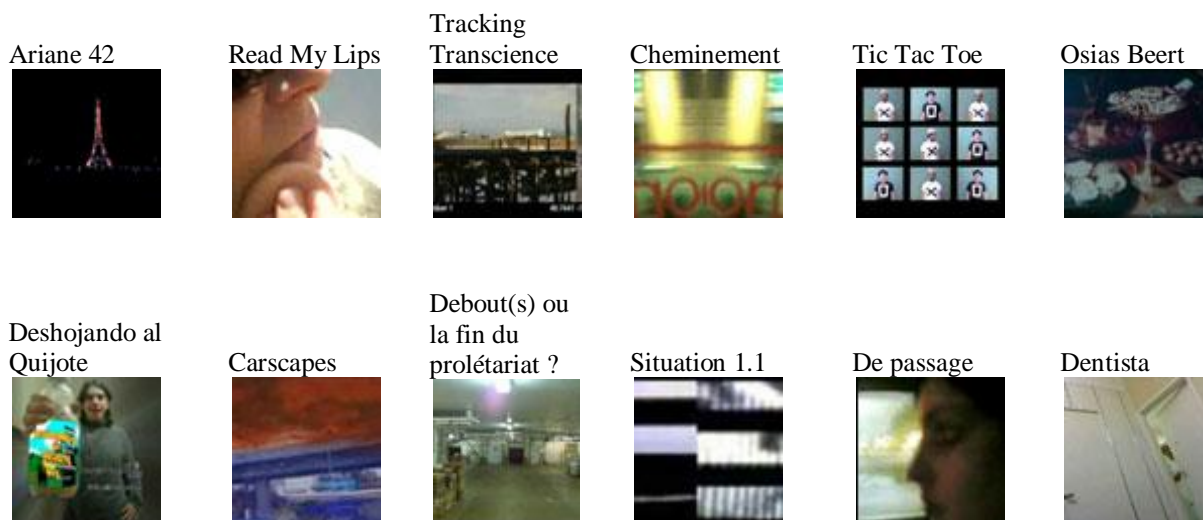 Ariane 42
Read My Lips
Tracking
Transcience
Cheminement
Tic Tac Toe
Osias Beert
Deshojando al
Quijote
Carscapes
Debout(s) ou
la fin du
prolétariat ?
Situation 1.1
De passage
Dentista